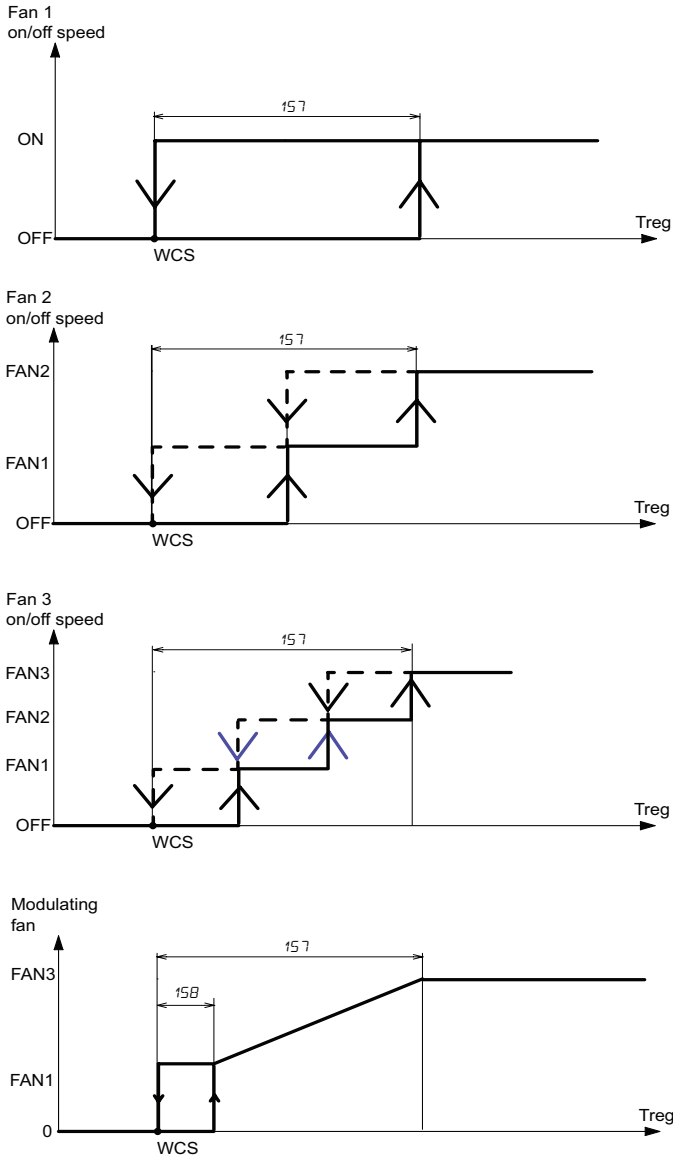 Fan 1
on/off speed
157
ON
OFF
Treg
WCS
Fan 2
on/off speed
157
FAN2
FAN1
OFF
Treg
WCS
Fan 3
on/off speed
157
FAN3
FAN2
FAN1
OFF
Treg
WCS
Modulating
fan
157
FAN3
158
FAN1
0
Treg
WCS